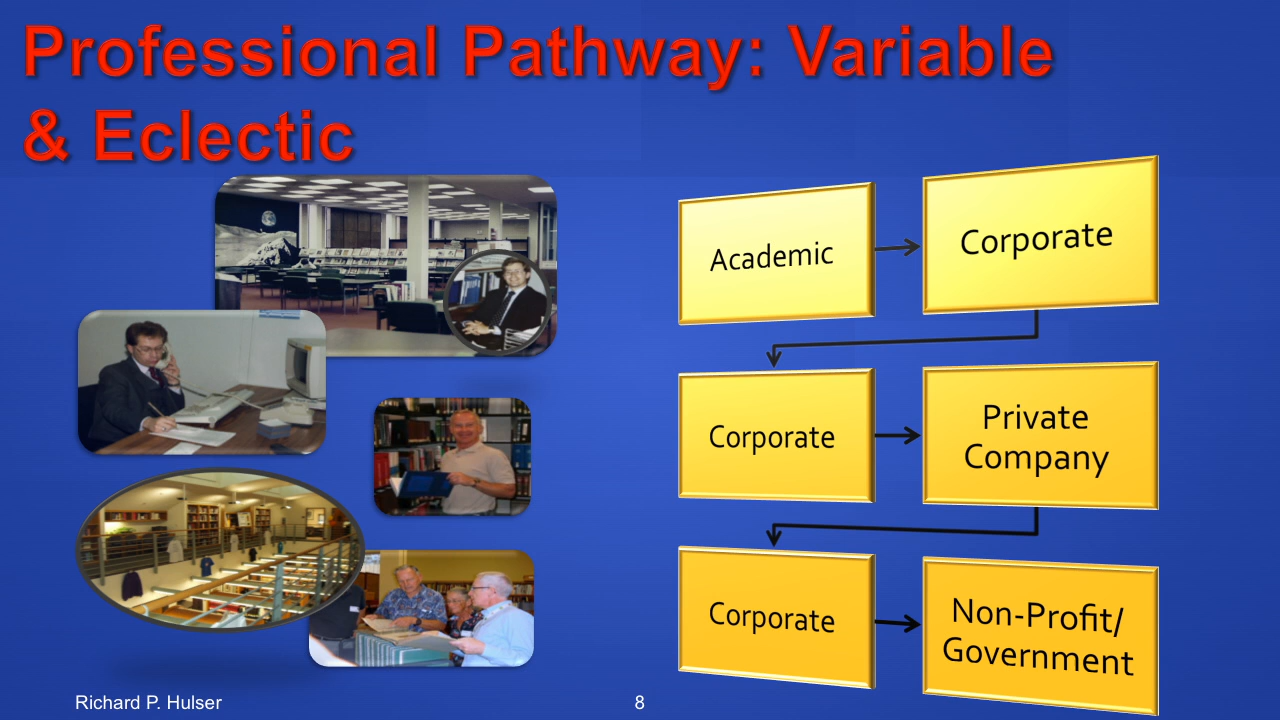 Professional Pathway: Variable
& Eclectic
Academic
Corporate
Corporate
Private
Company
Corporate
Non-Profit/
Government
Richard P. Hulser
8